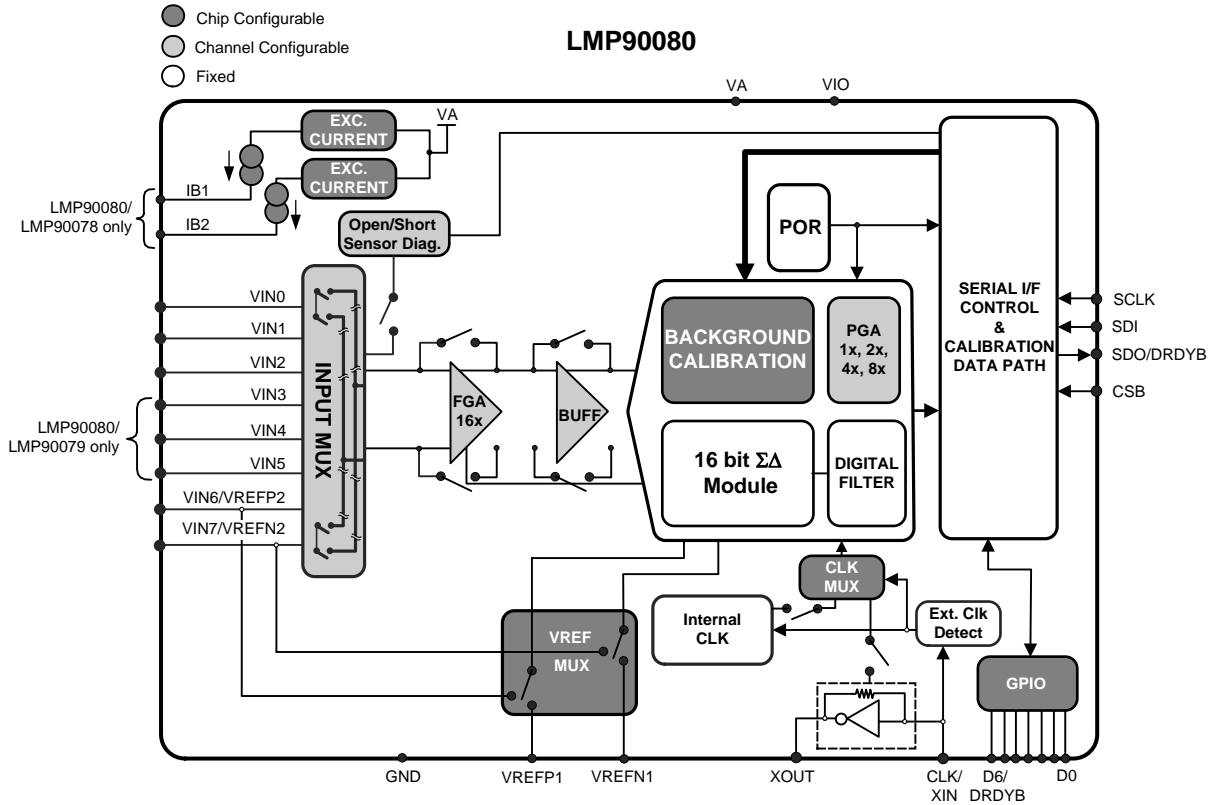 Chip Configurable
Channel Configurable
Fixed
LMP90080
VA
VIO
EXC.
CURRENT
VA
EXC.
CURRENT
IB1
IB2
LMP90080/
LMP90078 only
Open/Short
Sensor Diag.
POR
SERIAL I/F
CONTROL
&
CALIBRATION
DATA PATH
SCLK
SDI
SDO/DRDYB
CSB
VIN0
VIN1
VIN2
VIN3
VIN4
VIN5
VIN6/VREFP2
VIN7/VREFN2
LMP90080/
LMP90079 only
INPUT MUX
FGA
16x
BUFF
BACKGROUND
CALIBRATION
PGA
1x, 2x,
4x, 8x
16 bit ΣΔ
Module
DIGITAL
FILTER
CLK
MUX
Internal
CLK
Ext. Clk
Detect
VREF
MUX
GPIO
GND
VREFP1
VREFN1
XOUT
CLK/
XIN
D6/
DRDYB
D0